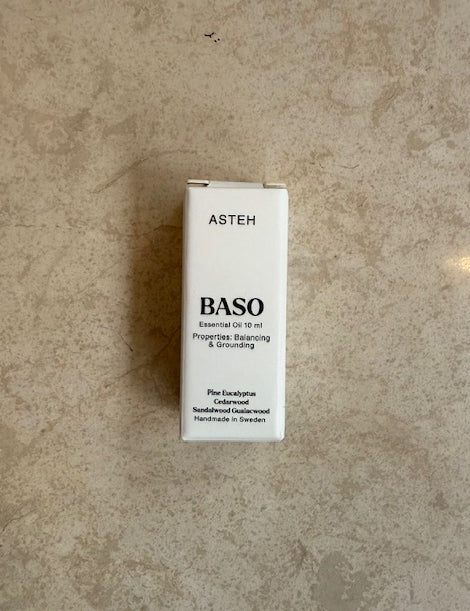 ASTEH
BASO
Essential Oil 10 ml
Properties: Balancing
& Grounding
Pine Eucalyptus
Cedarwood
Sandalwood Guaiacwood
Handmade in Sweden